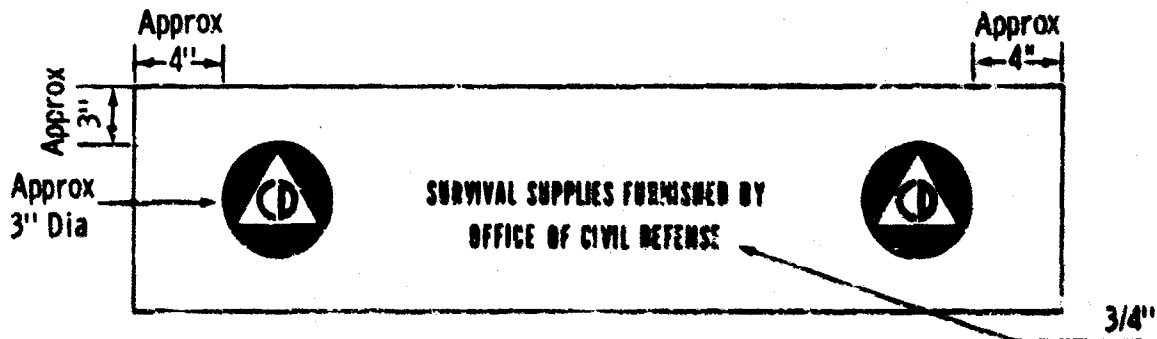 Approx
4"
Approx
4"
Approx
3"
Approx
3" Dia
CD
SURVIVAL SUPPLIES FURNISHED BY
OFFICE OF CIVIL DEFENSE
CD
3/4"